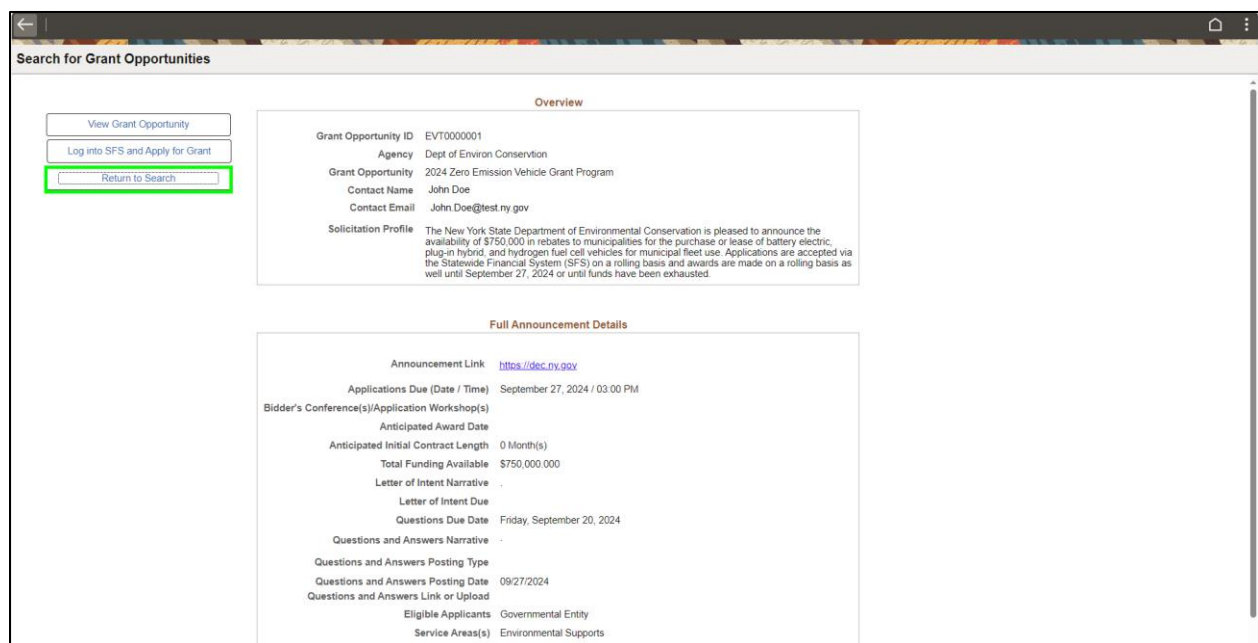 Search for Grant Opportunities
View Grant Opportunity
Log into SFS and Apply for Grant
Return to Search
Overview
Grant Opportunity ID EVT0000001
Agency Dept of Environ Conservtion
Grant Opportunity 2024 Zero Emission Vehicle Grant Program
Contact Name John Doe
Contact Email John.Doe@test.ny.gov
Solicitation Profile The New York State Department of Environmental Conservation is pleased to announce the
availability of $750,000 in rebates to municipalities for the purchase or lease of battery electric,
plug-in hybrid, and hydrogen fuel cell vehicles for municipal fleet use. Applications are accepted via
the Statewide Financial System (SFS) on a rolling basis and awards are made on a rolling basis as
well until September 27, 2024 or until funds have been exhausted.
Full Announcement Details
Announcement Link https://dec.ny.gov
Applications Due (Date / Time) September 27, 2024 / 03:00 PM
Bidder's Conference(s)/Application Workshop(s)
Anticipated Award Date
Anticipated Initial Contract Length 0 Month(s)
Total Funding Available $750,000.000
Letter of Intent Narrative .
Letter of Intent Due
Questions Due Date Friday, September 20, 2024
Questions and Answers Narrative .
Questions and Answers Posting Type
Questions and Answers Posting Date 09/27/2024
Questions and Answers Link or Upload
Eligible Applicants Governmental Entity
Service Areas(s) Environmental Supports